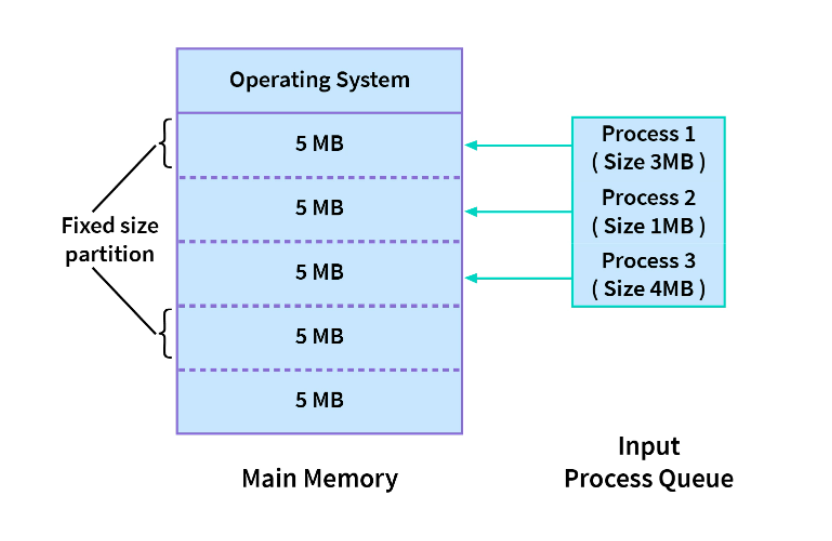 Operating System
5 MB
5 MB
5 MB
5 MB
5 MB
Fixed size
partition
Process 1
( Size 3MB )
Process 2
( Size 1MB )
Process 3
( Size 4MB )
Main Memory
Input
Process Queue